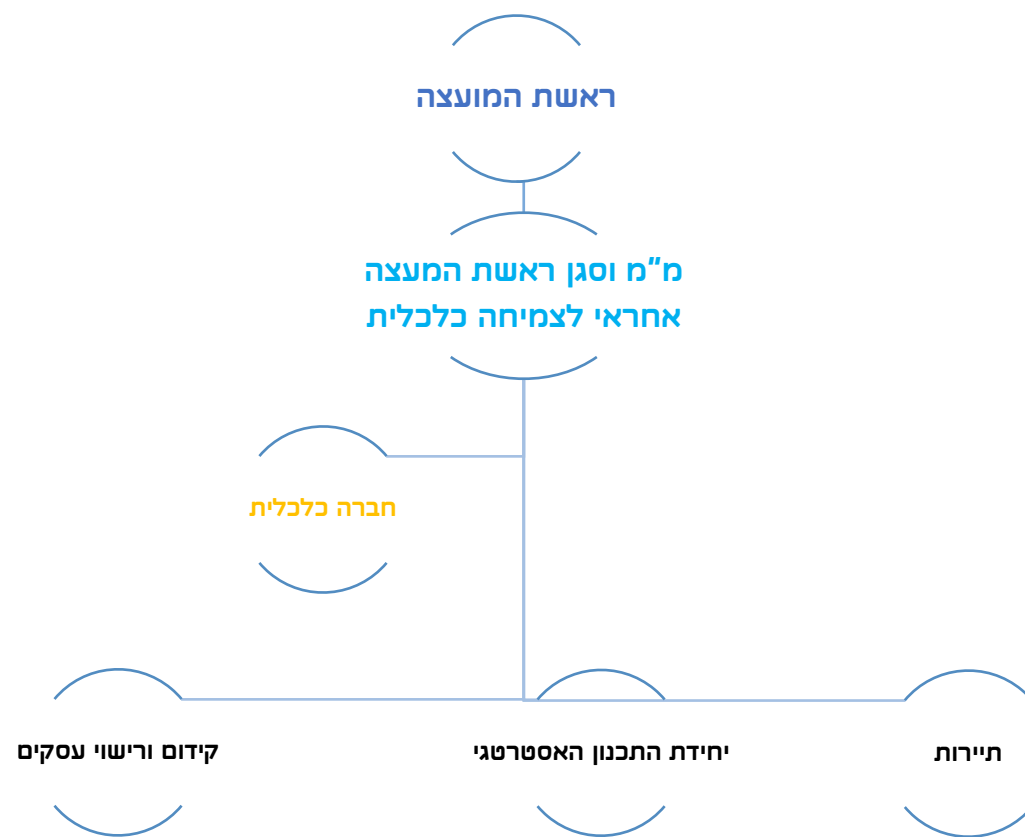 ראשת המועצה
מ"מ וסגן ראשת המעצה
אחראי לצמיחה כלכלית
חברה כלכלית
תיירות
יחידת התכנון האסטרטגי
קידום ורישוי עסקים